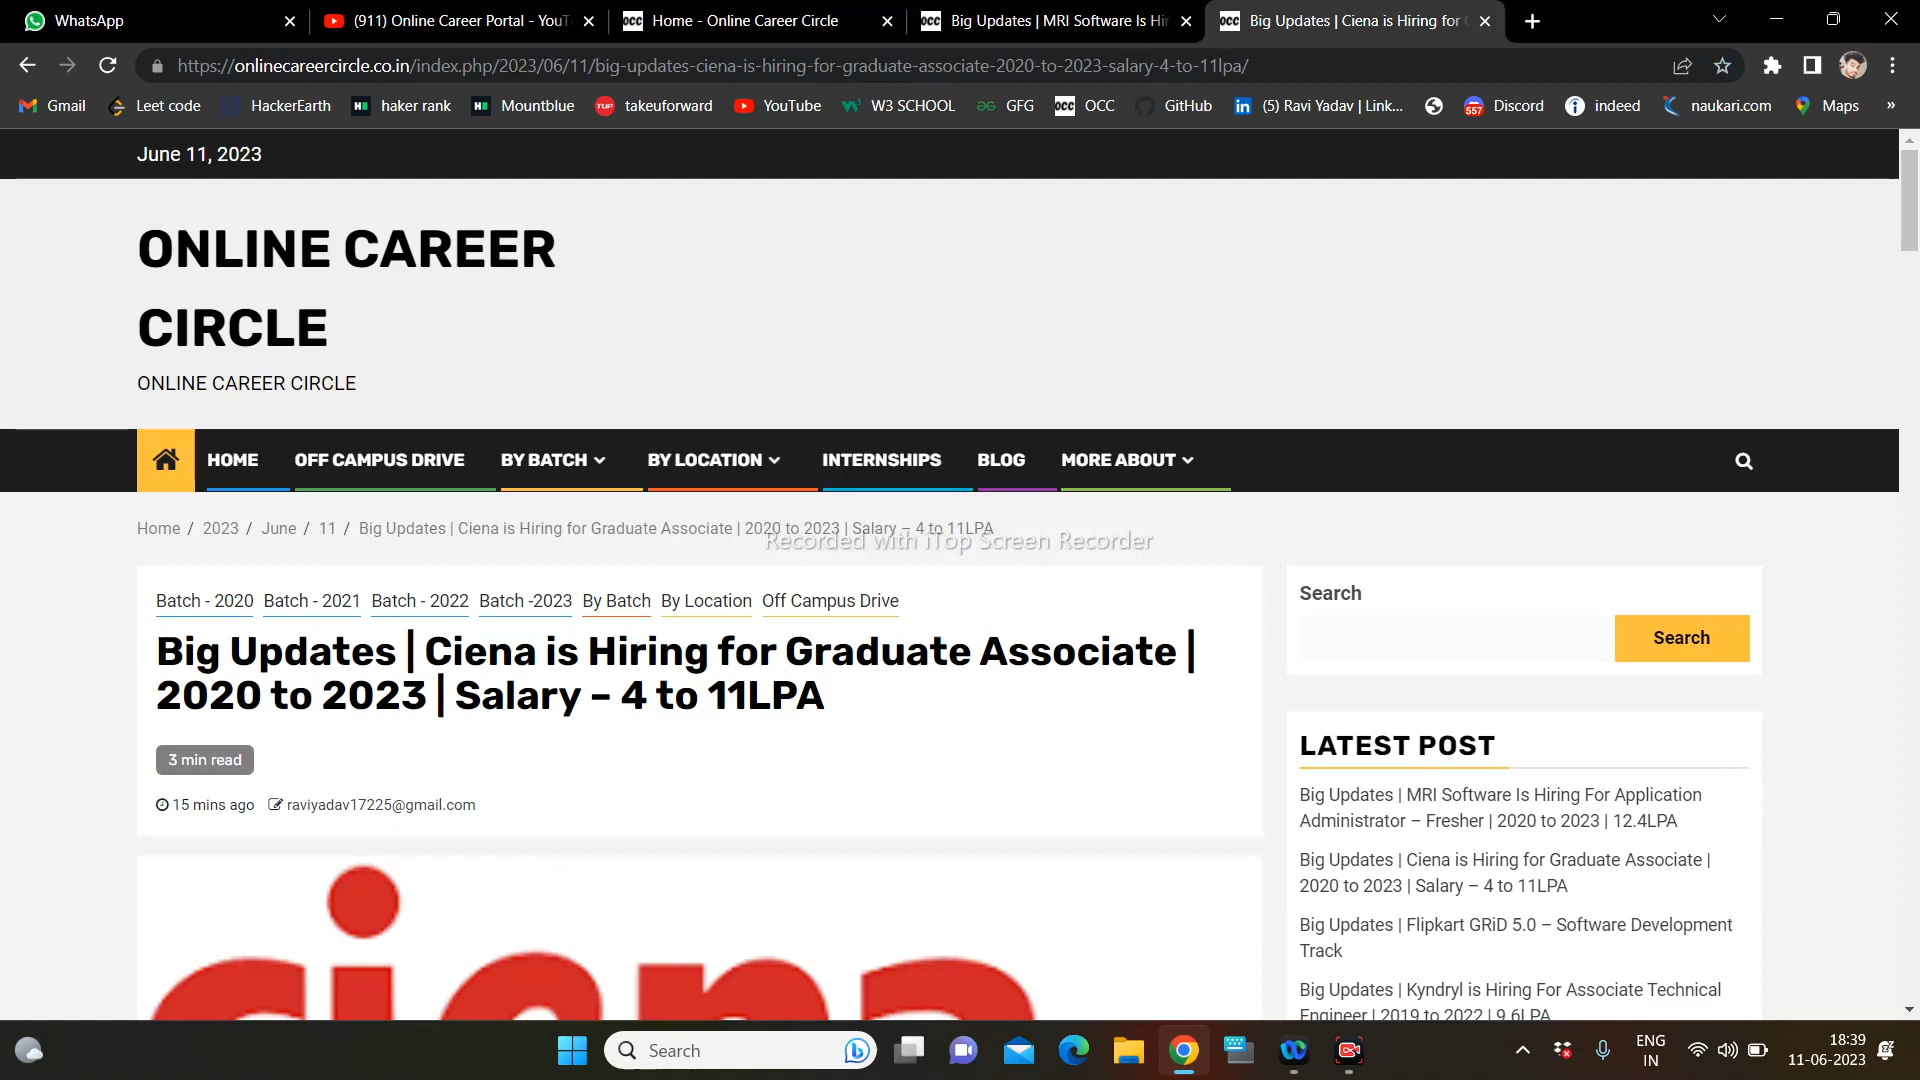 WhatsApp
(911) Online Career Portal - YouT
Home - Online Career Circle
Big Updates | MRI Software Is Hir
Big Updates | Ciena is Hiring for
https://onlinecareercircle.co.in/index.php/2023/06/11/big-updates-ciena-is-hiring-for-graduate-associate-2020-to-2023-salary-4-to-11lpa/
Gmail
Leet code
HackerEarth
haker rank
Mountblue
takeuforward
YouTube
W3 SCHOOL
GFG
OCC
GitHub
(5) Ravi Yadav | Link...
557
Discord
indeed
naukari.com
Maps
»
June 11, 2023
ONLINE CAREER
CIRCLE
ONLINE CAREER CIRCLE
HOME
OFF CAMPUS DRIVE
BY BATCH
BY LOCATION
INTERNSHIPS
BLOG
MORE ABOUT
Home / 2023 / June / 11 / Big Updates | Ciena is Hiring for Graduate Associate | 2020 to 2023 | Salary – 4 to 11LPA
Recorded with iTop Screen Recorder
Batch - 2020 Batch - 2021 Batch - 2022 Batch -2023 By Batch By Location Off Campus Drive
Big Updates | Ciena is Hiring for Graduate Associate |
2020 to 2023 | Salary – 4 to 11LPA
3 min read
15 mins ago raviyadav17225@gmail.com
ciena
Search
Search
LATEST POST
Big Updates | MRI Software Is Hiring For Application
Administrator – Fresher | 2020 to 2023 | 12.4LPA
Big Updates | Ciena is Hiring for Graduate Associate |
2020 to 2023 | Salary – 4 to 11LPA
Big Updates | Flipkart GRiD 5.0 – Software Development
Track
Big Updates | Kyndryl is Hiring For Associate Technical
Engineer | 2019 to 2022 | 9.6LPA
Search
ENG
IN
18:39
11-06-2023